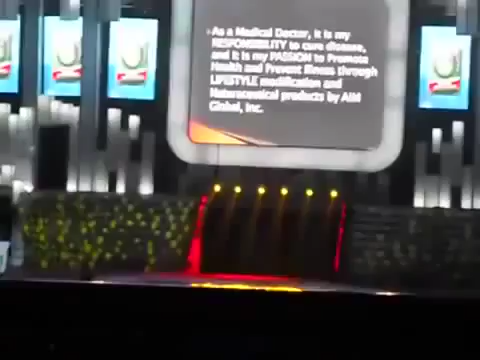 As a Medical Doctor, it is my
RESPONSIBILITY to cure disease,
and it is my PASSION to Promote
Health and Prevent Illness through
LIFESTYLE modification and
Naturaceutical products by AIM
Global, Inc.